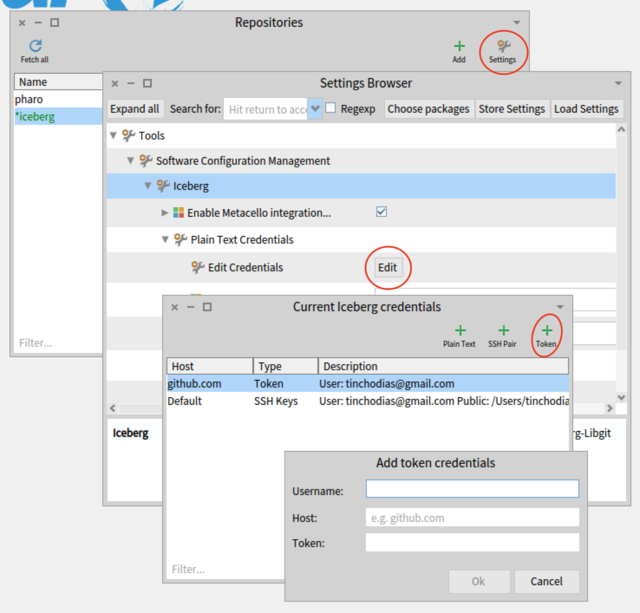 Repositories
Fetch all
Add
Settings
Name
pharo
*iceberg
Filter...
Settings Browser
Expand all Search for: Hit return to acce Regexp Choose packages Store Settings Load Settings
Tools
Software Configuration Management
Iceberg
Enable Metacello integration...
Plain Text Credentials
Edit Credentials Edit
Iceberg
rg-Libgit
Current Iceberg credentials
Plain Text SSH Pair Token
Host Type Description
github.com Token User: tinchodias@gmail.com
Default SSH Keys User: tinchodias@gmail.com Public: /Users/tinchodia
Filter...
Add token credentials
Username:
Host: e.g. github.com
Token:
Ok Cancel